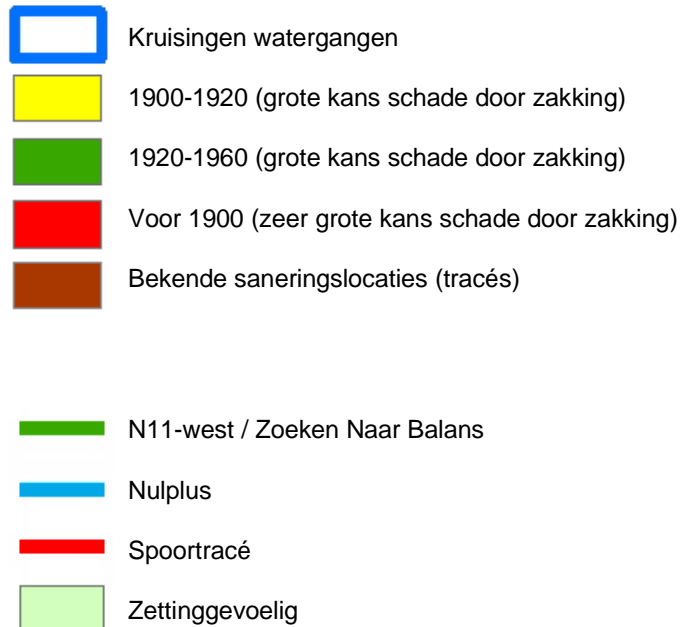 Kruisingen watergangen
1900-1920 (grote kans schade door zakking)
1920-1960 (grote kans schade door zakking)
Voor 1900 (zeer grote kans schade door zakking)
Bekende saneringslocaties (tracés)
N11-west / Zoeken Naar Balans
Nulplus
Spoortracé
Zettinggevoelig